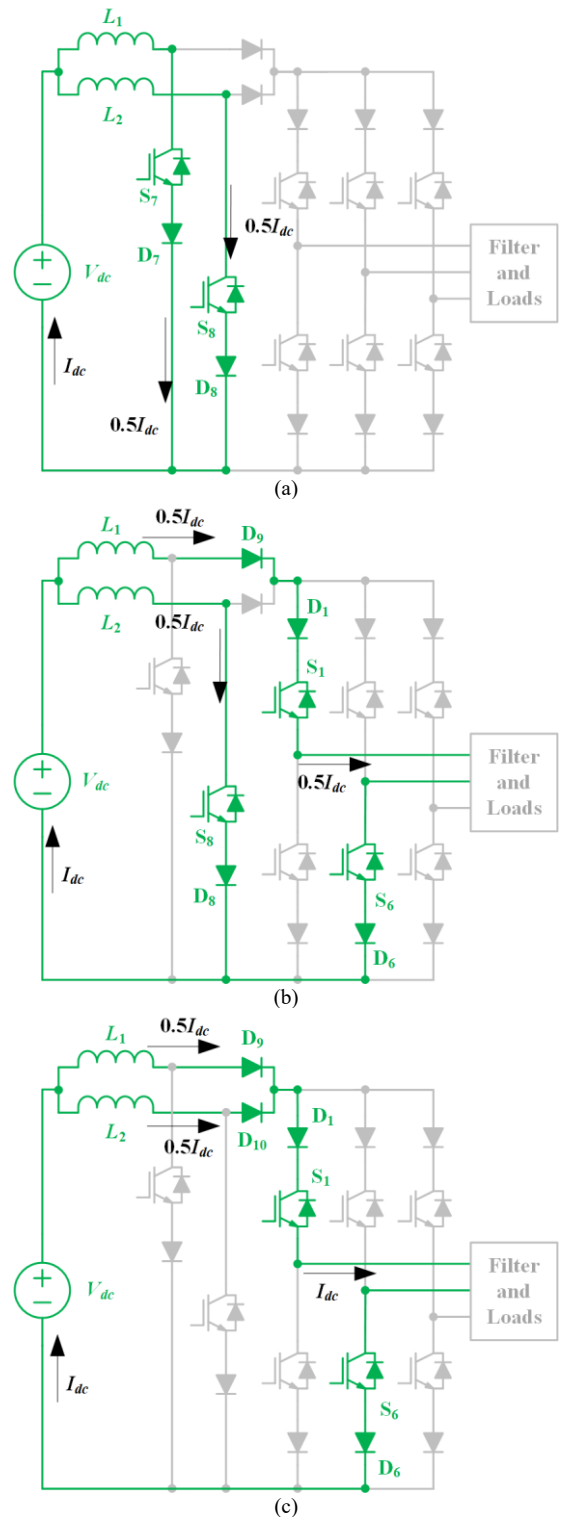 L1
L2
S7
D7
0.5Idc
S8
Vdc
D8
Idc
0.5Idc
Filter
and
Loads
(a)
0.5Idc
L1
D9
L2
0.5Idc
D1
S1
Vdc
0.5Idc
Filter
and
Loads
S8
Idc
D8
S6
D6
(b)
0.5Idc
L1
D9
L2
D10
D1
0.5Idc
S1
Vdc
Idc
Filter
and
Loads
Idc
S6
D6
(c)